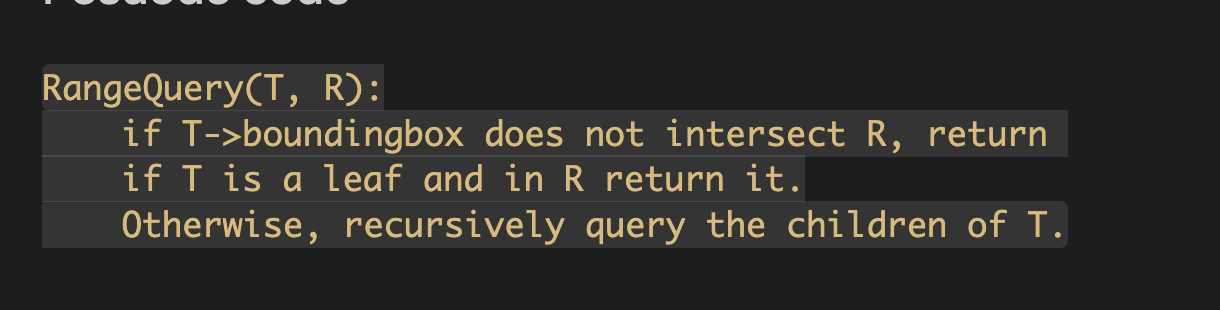 RangeQuery(T, R):
if T->boundingbox does not intersect R, return
if T is a leaf and in R return it.
Otherwise, recursively query the children of T.